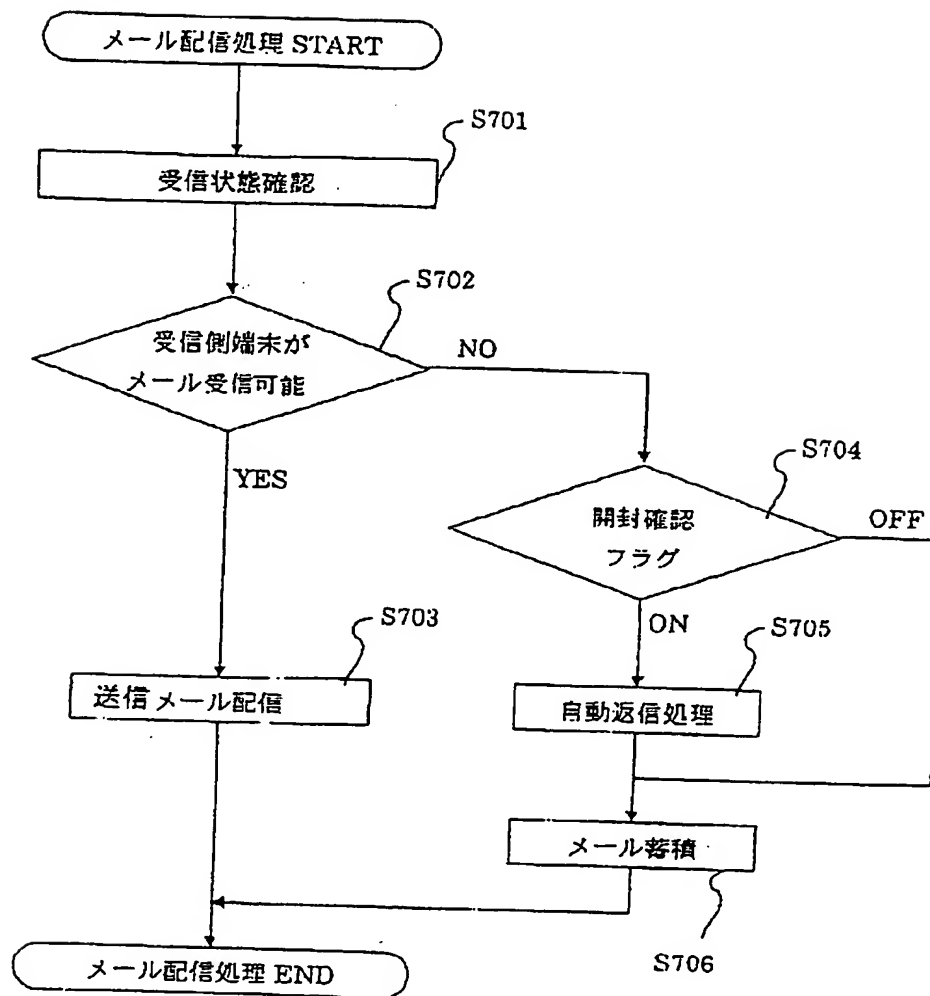 メール配信処理 START
S701
受信状態確認
S702
受信側端末が
メール受信可能
NO
YES
S704
開封確認
フラグ
OFF
ON
S703
送信メール配信
S705
自動返信処理
メール蓄積
S706
メール配信処理 END